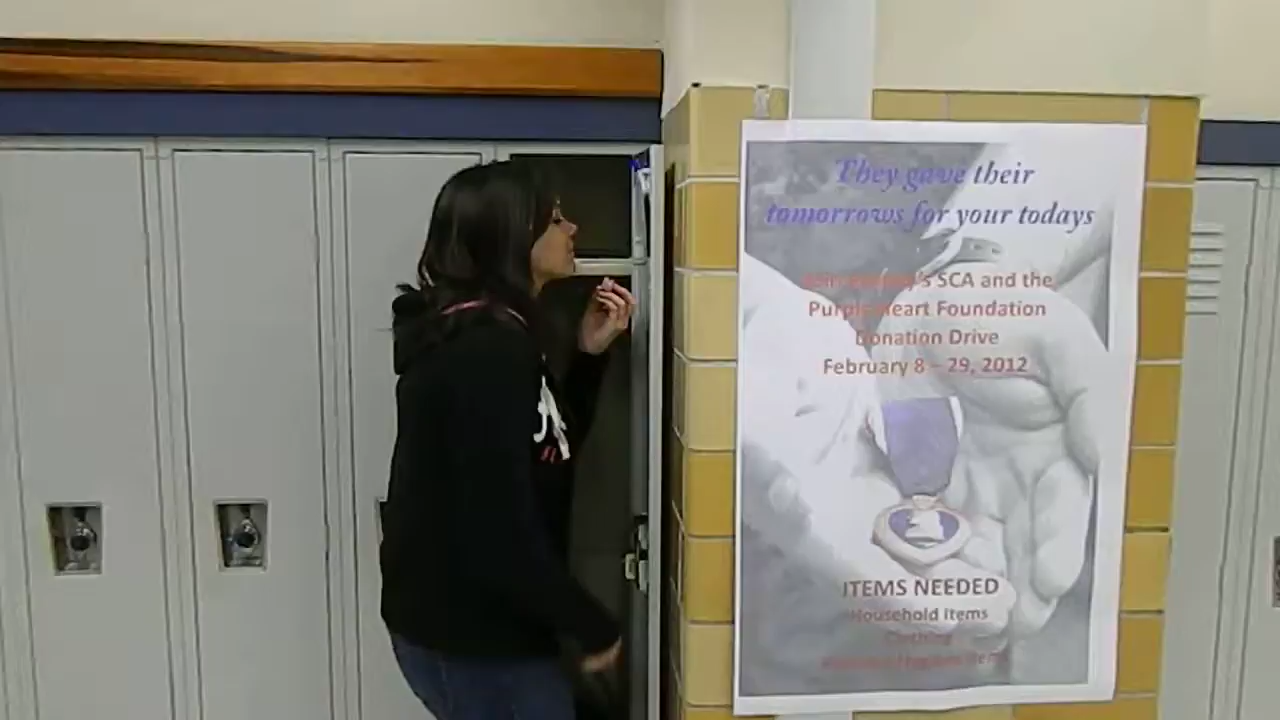 They gave their
tomorrows for your todays
SCA and the
Purple Heart Foundation
Donation Drive
February 8 – 29, 2012
ITEMS NEEDED
Household items
Clothing